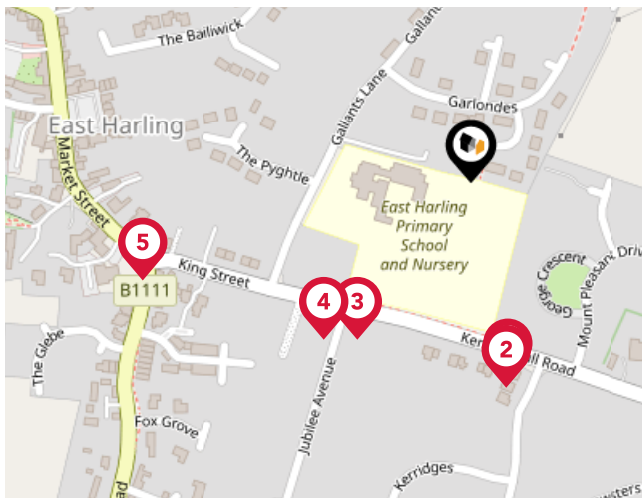 The Bailiwick
Gallants Lane
Garlondes
East Harling
Market Street
The Pyghtle
East Harling
Primary
School
and Nursery
5
King Street
B1111
4
3
George Crescent
Mount Pleasant Driv
2
Road
The Glebe
Jubilee Avenue
Fox Grove
Kerridges